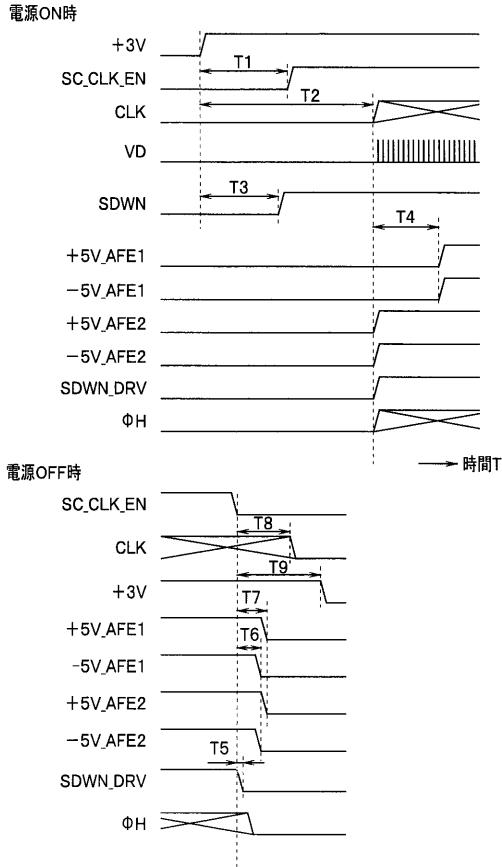 電源ON時
+3V
T1
SC_CLK_EN
T2
CLK
VD
T3
SDWN
T4
+5V_AFE1
-5V_AFE1
+5V_AFE2
-5V_AFE2
SDWN_DRV
ΦH
時間T
電源OFF時
SC_CLK_EN
T8
CLK
T9
+3V
T7
+5V_AFE1
T6
-5V_AFE1
+5V_AFE2
-5V_AFE2
T5
SDWN_DRV
ΦH